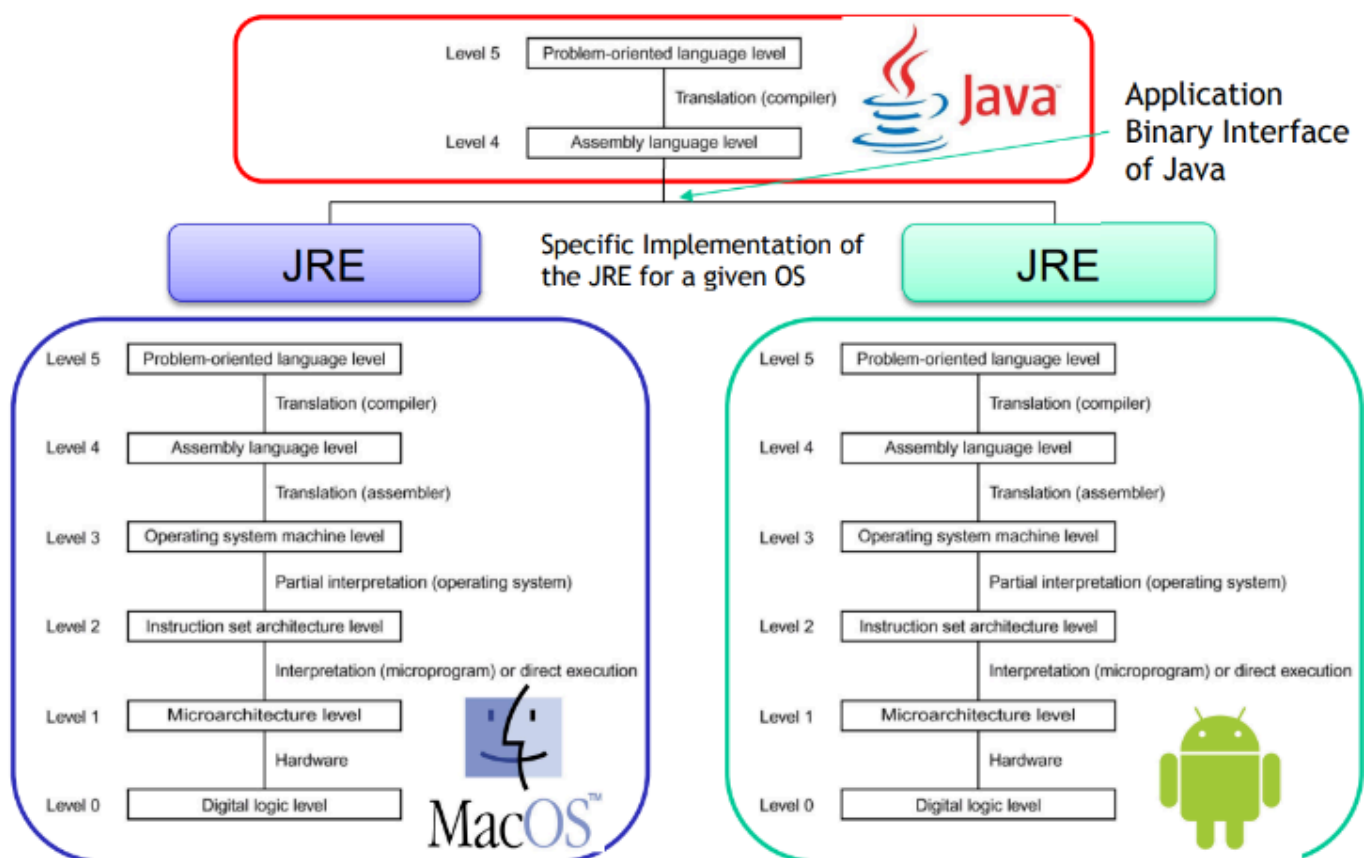 Level 5 Problem-oriented language level
Translation (compiler)
Level 4 Assembly language level
Java™
Application
Binary Interface
of Java
JRE
Specific Implementation of
the JRE for a given OS
JRE
Level 5 Problem-oriented language level
Translation (compiler)
Level 4 Assembly language level
Translation (assembler)
Level 3 Operating system machine level
Partial interpretation (operating system)
Level 2 Instruction set architecture level
Interpretation (microprogram) or direct execution
Level 1 Microarchitecture level
Hardware
Level 0 Digital logic level
MacOS™
Level 5 Problem-oriented language level
Translation (compiler)
Level 4 Assembly language level
Translation (assembler)
Level 3 Operating system machine level
Partial interpretation (operating system)
Level 2 Instruction set architecture level
Interpretation (microprogram) or direct execution
Level 1 Microarchitecture level
Hardware
Level 0 Digital logic level